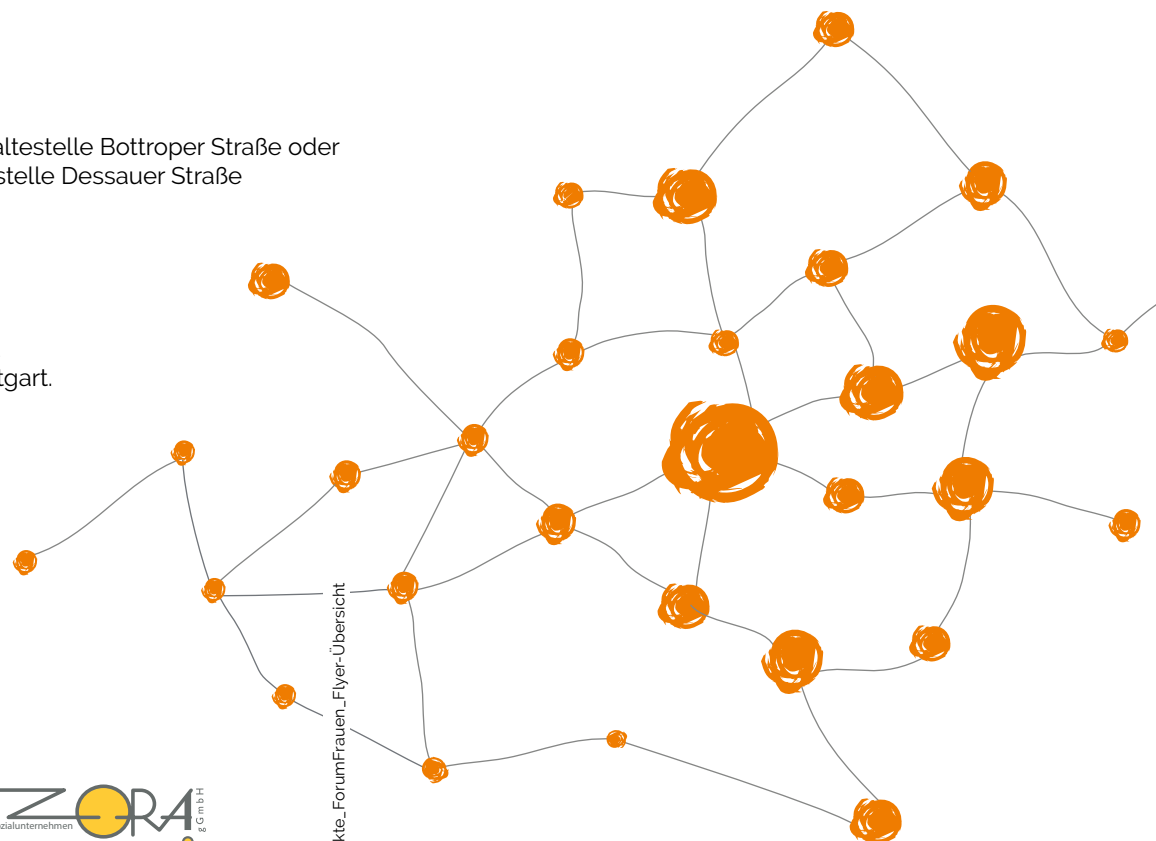 altestelle Bottroper Straße oder
stelle Dessauer Straße
tgart.
kte_ForumFrauen_Flyer-Übersicht
ZORA
gGmbH
zialunternehmen